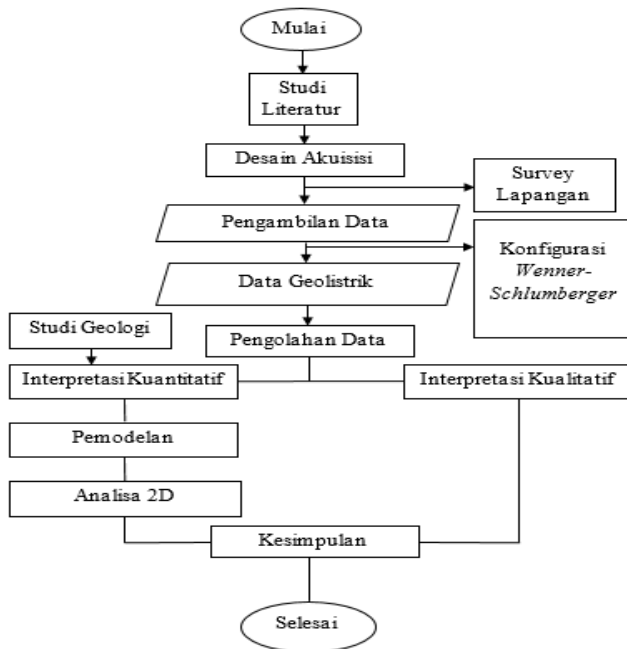 Mulai
Studi
Literatur
Desain Akuisisi
Survey
Lapangan
Pengambilan Data
Konfigurasi
Wenner-
Schlumberger
Data Geolistrik
Studi Geologi
Pengolahan Data
Interpretasi Kuantitatif
Interpretasi Kualitatif
Pemodelan
Analisa 2D
Kesimpulan
Selesai